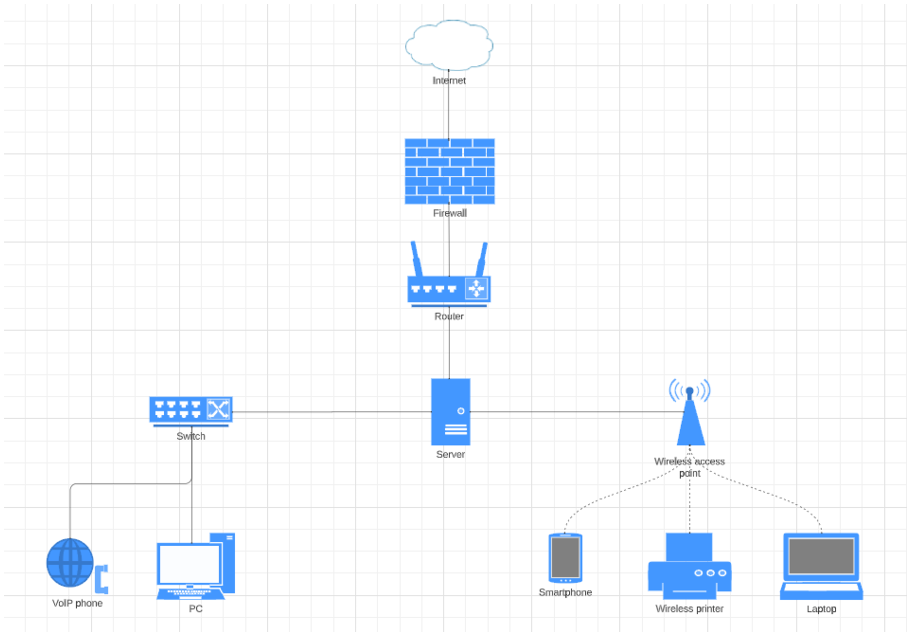 Internet
Firewall
Router
Switch
Server
Wireless access
point
VoIP phone
PC
Smartphone
Wireless printer
Laptop